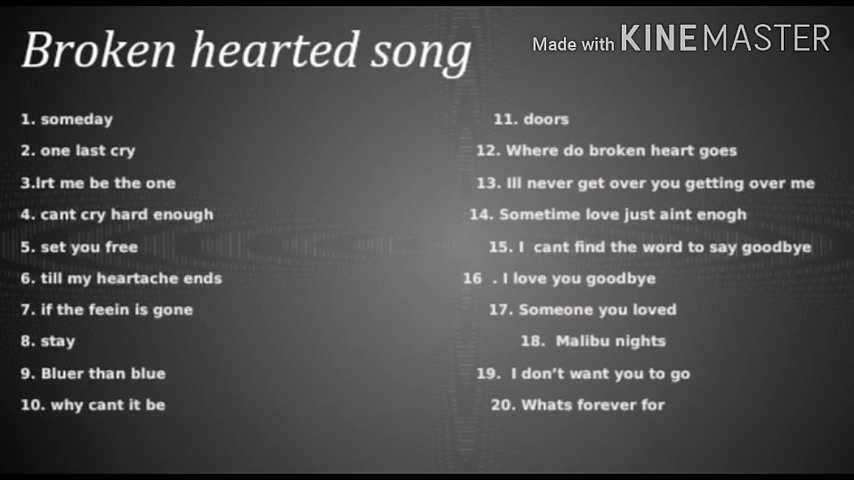 Broken hearted song
Made with KINEMASTER
1. someday
2. one last cry
3.lrt me be the one
4. cant cry hard enough
5. set you free
6. till my heartache ends
7. if the feein is gone
8. stay
9. Bluer than blue
10. why cant it be
11. doors
12. Where do broken heart goes
13. Ill never get over you getting over me
14. Sometime love just aint enogh
15. I  cant find the word to say goodbye
16  . I love you goodbye
17. Someone you loved
18.  Malibu nights
19.  I don’t want you to go
20. Whats forever for